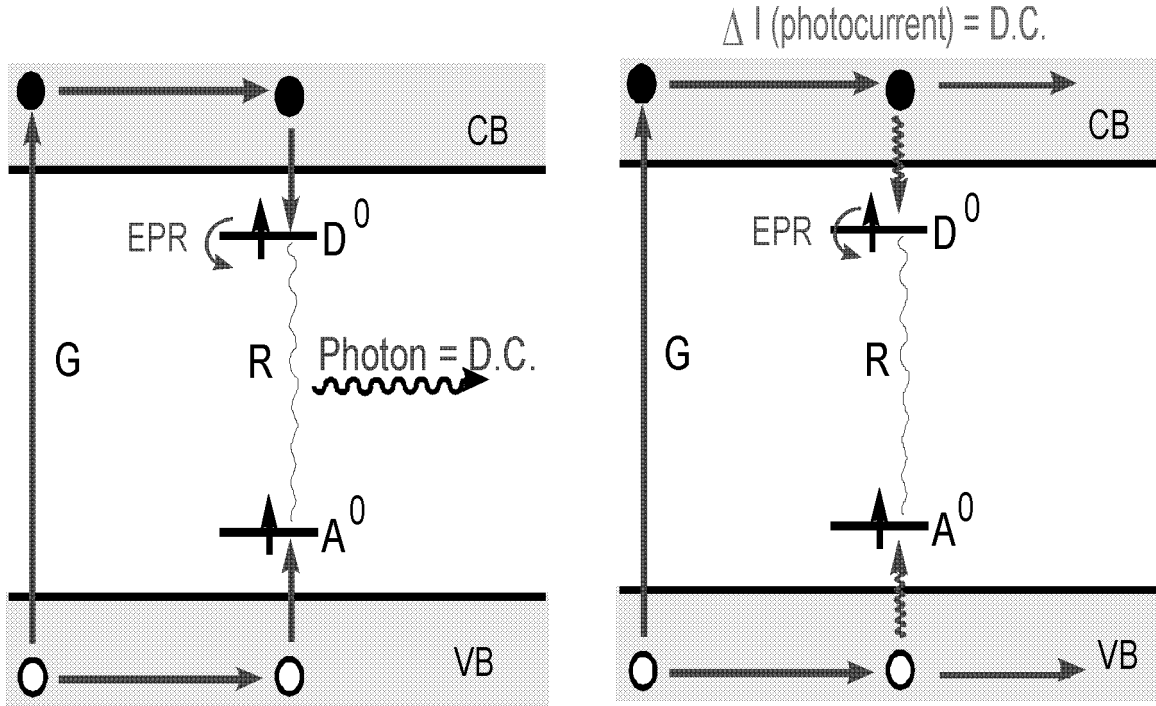 CB
EPR
D⁰
G
R
Photon = D.C.
A⁰
VB
Δ I (photocurrent) = D.C.
CB
EPR
D⁰
G
R
A⁰
VB